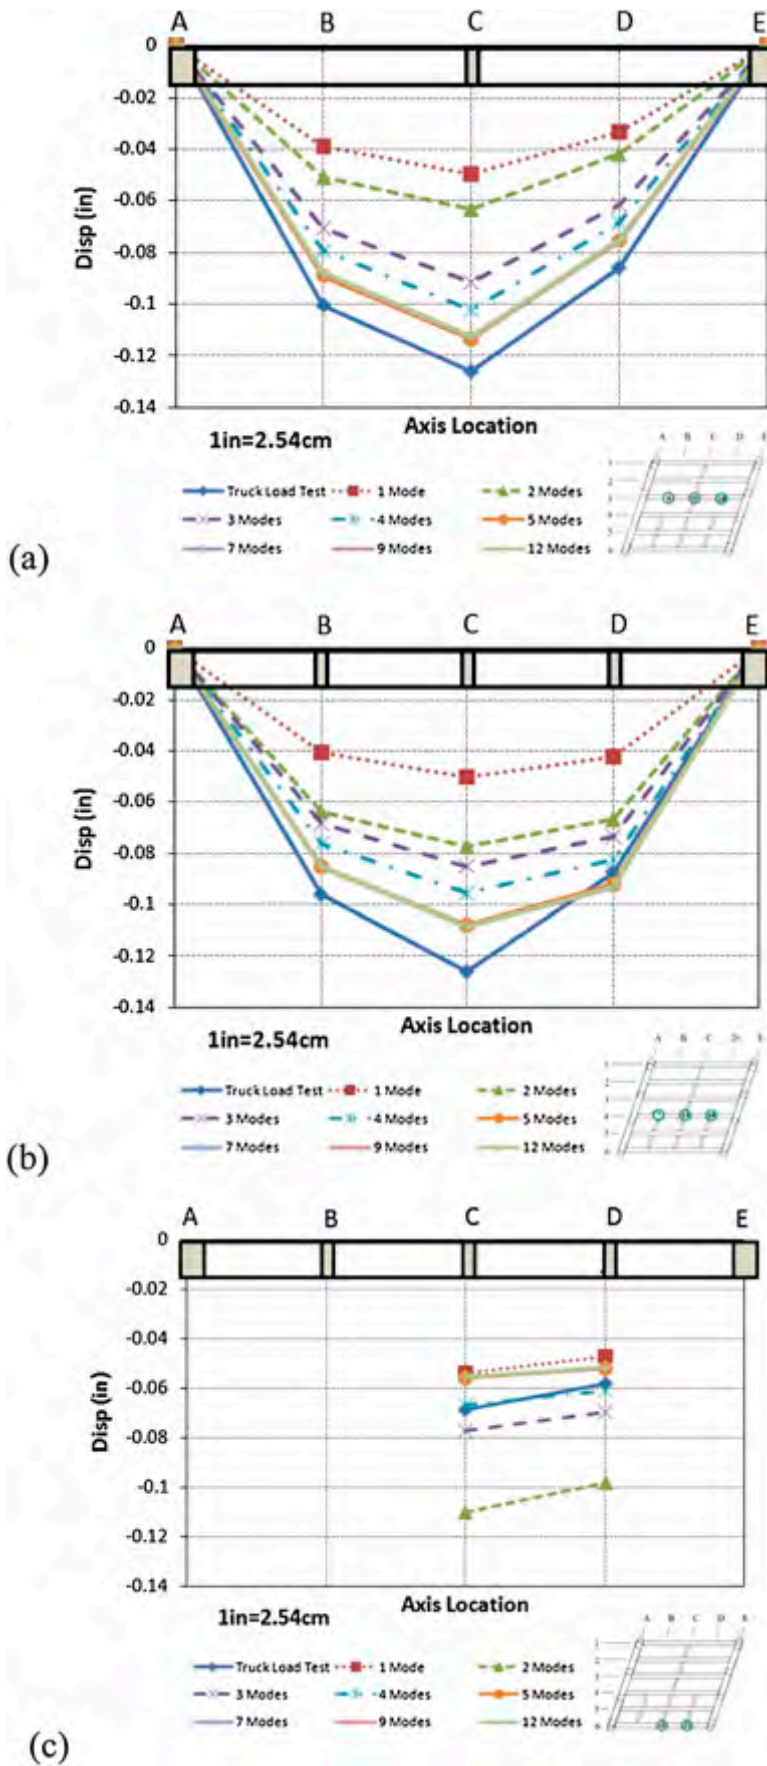 A B C D E
0
-0.02
-0.04
-0.06
-0.08
-0.1
-0.12
-0.14
Disp (in)
Axis Location
1in=2.54cm
Truck Load Test 1 Mode 2 Modes
3 Modes 4 Modes 5 Modes
7 Modes 9 Modes 12 Modes
A B C D E
(a)
A B C D E
0
-0.02
-0.04
-0.06
-0.08
-0.1
-0.12
-0.14
Disp (in)
Axis Location
1in=2.54cm
Truck Load Test 1 Mode 2 Modes
3 Modes 4 Modes 5 Modes
7 Modes 9 Modes 12 Modes
A B C D E
(b)
A B C D E
0
-0.02
-0.04
-0.06
-0.08
-0.1
-0.12
-0.14
Disp (in)
Axis Location
1in=2.54cm
Truck Load Test 1 Mode 2 Modes
3 Modes 4 Modes 5 Modes
7 Modes 9 Modes 12 Modes
A B C D E
(c)